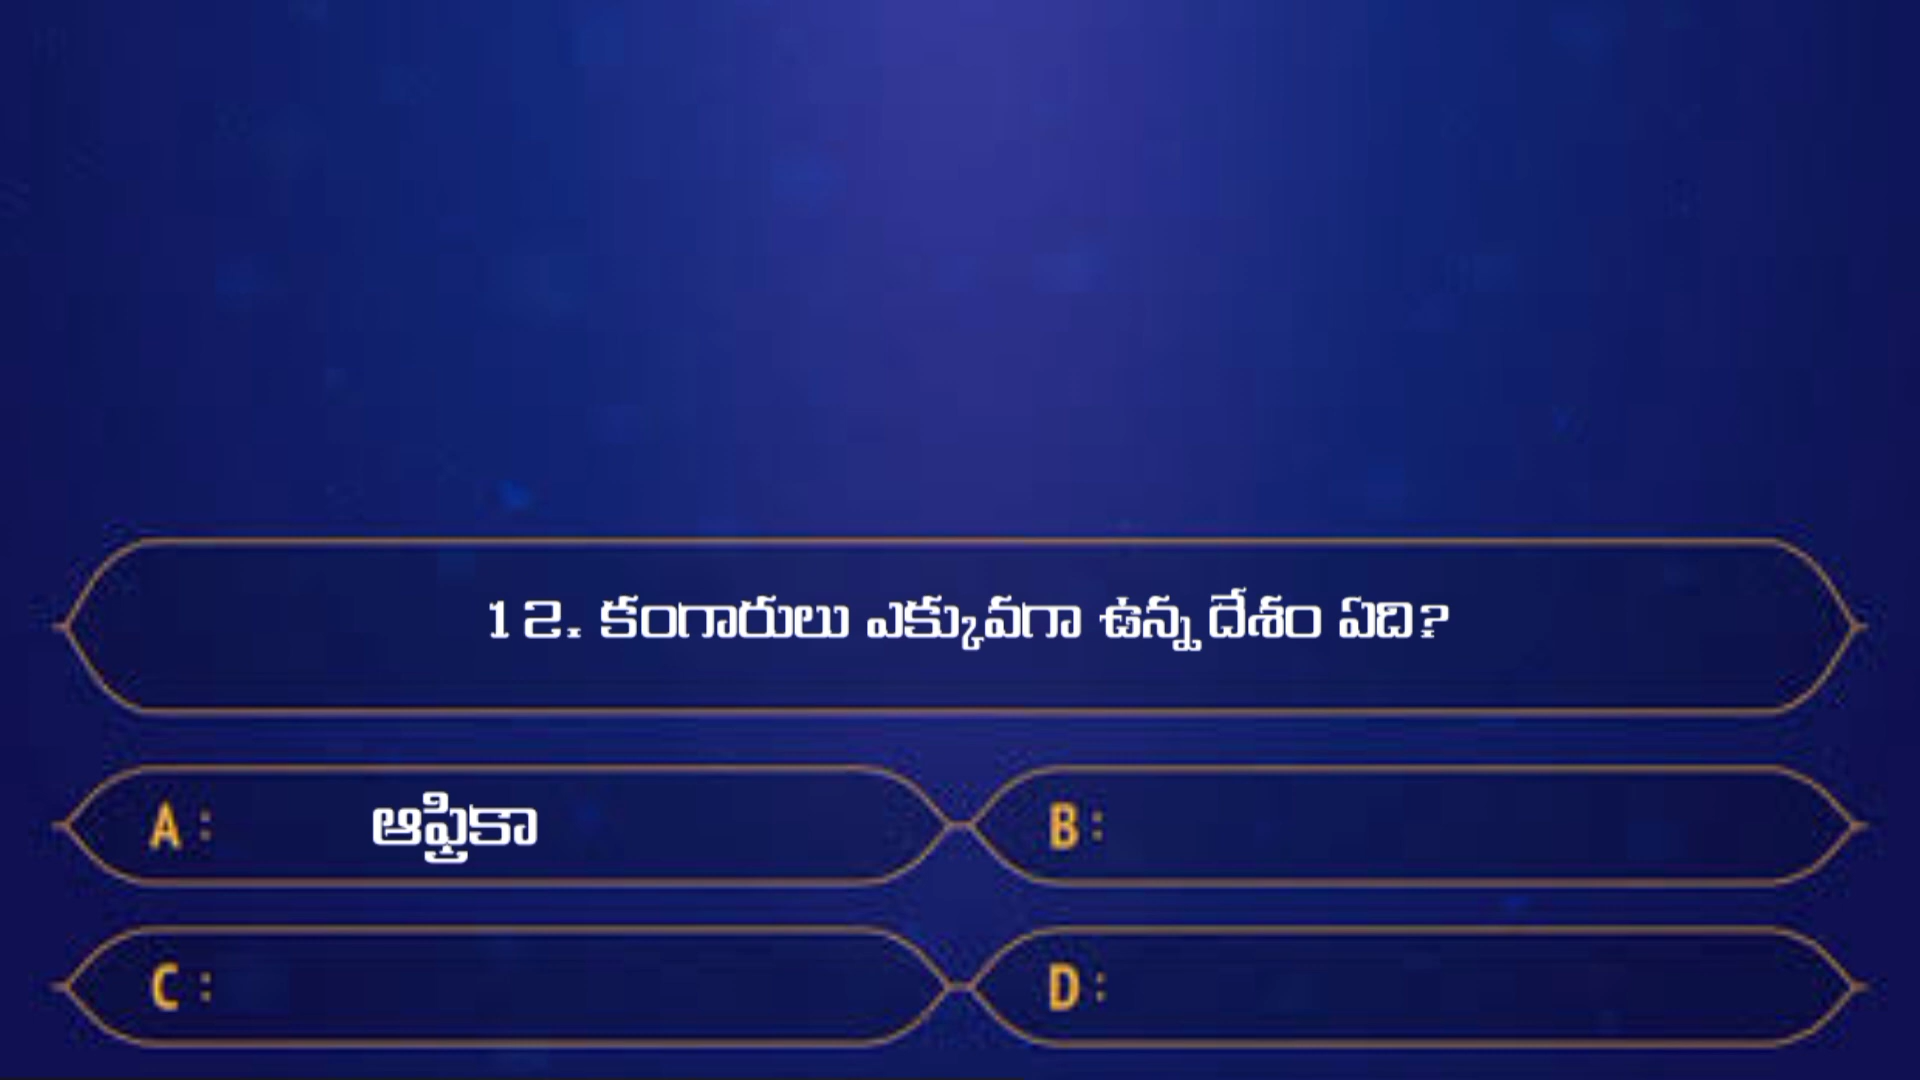 12. కంగారులు ఎక్కువగా ఉన్న దేశం ఏది?
A : ఆఫ్రికా
B :
C :
D :